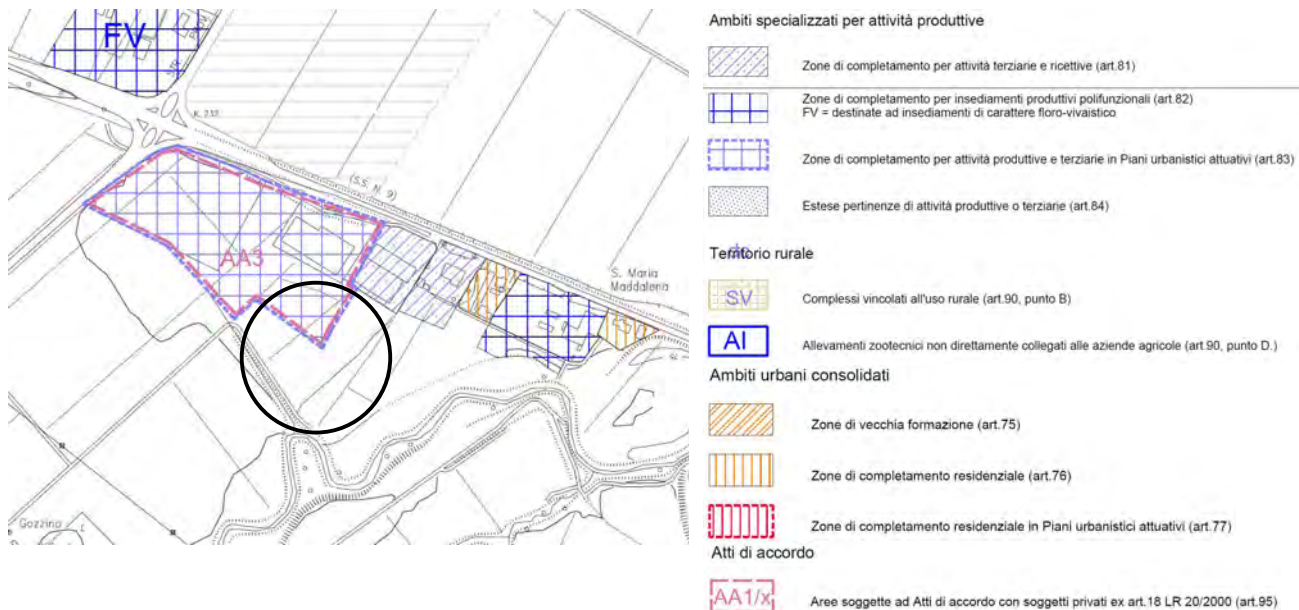 FV
K. 232
(S.S. N. 9)
AA3
S. Maria
Maddalena
Gozzina
Ambiti specializzati per attività produttive
Zone di completamento per attività terziarie e ricettive (art.81)
Zone di completamento per insediamenti produttivi polifunzionali (art.82)
FV = destinate ad insediamenti di carattere floro-vivaistico
Zone di completamento per attività produttive e terziarie in Piani urbanistici attuativi (art.83)
Estese pertinenze di attività produttive o terziarie (art.84)
Territorio rurale
SV
Complessi vincolati all'uso rurale (art.90, punto B)
AI
Allevamenti zootecnici non direttamente collegati alle aziende agricole (art.90, punto D.)
Ambiti urbani consolidati
Zone di vecchia formazione (art.75)
Zone di completamento residenziale (art.76)
Zone di completamento residenziale in Piani urbanistici attuativi (art.77)
Atti di accordo
AA1/x
Aree soggette ad Atti di accordo con soggetti privati ex art.18 LR 20/2000 (art.95)